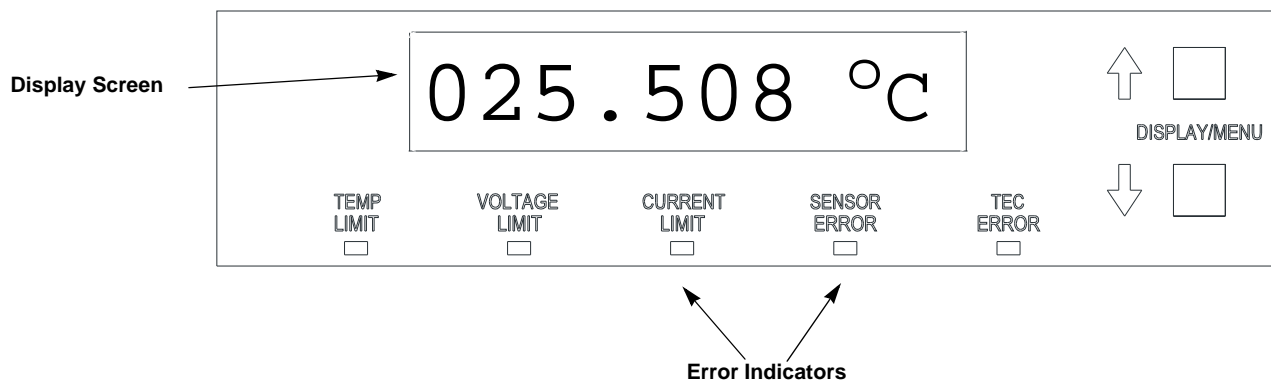 Display Screen
025.508 °C
DISPLAY/MENU
TEMP
LIMIT
VOLTAGE
LIMIT
CURRENT
LIMIT
SENSOR
ERROR
TEC
ERROR
Error Indicators